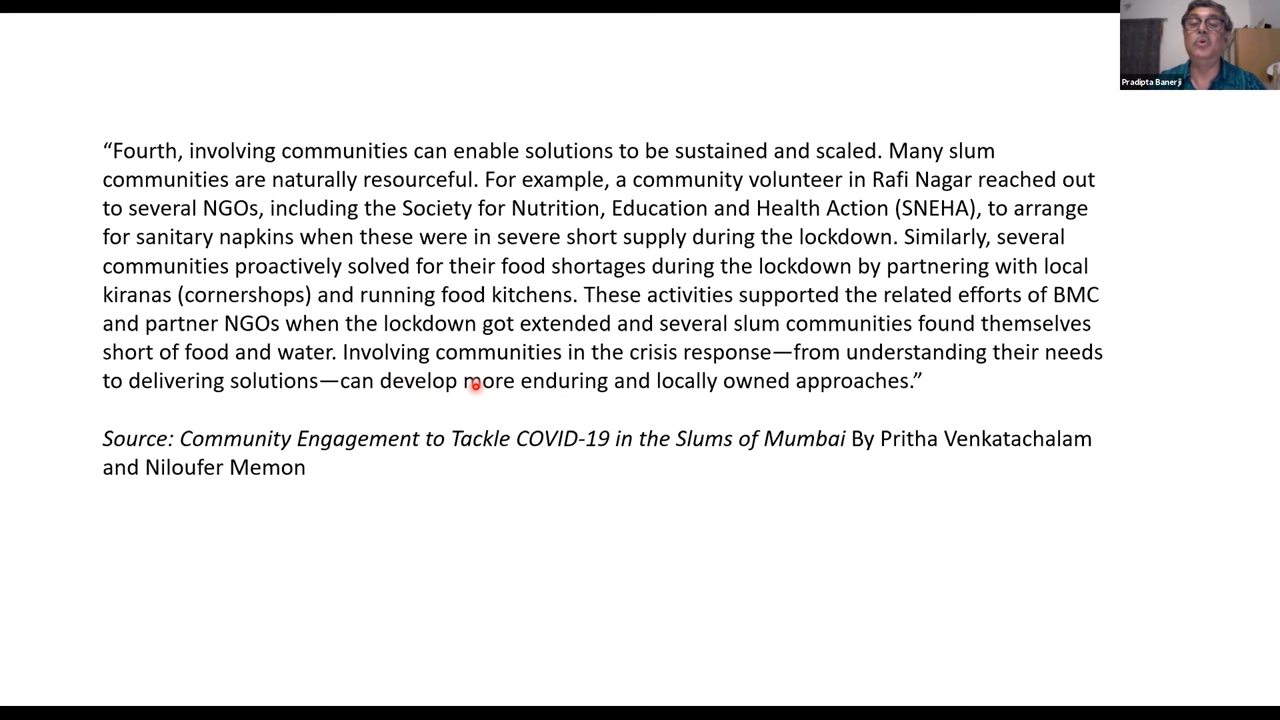 Pradipta Banerji
“Fourth, involving communities can enable solutions to be sustained and scaled. Many slum
communities are naturally resourceful. For example, a community volunteer in Rafi Nagar reached out
to several NGOs, including the Society for Nutrition, Education and Health Action (SNEHA), to arrange
for sanitary napkins when these were in severe short supply during the lockdown. Similarly, several
communities proactively solved for their food shortages during the lockdown by partnering with local
kiranas (cornershops) and running food kitchens. These activities supported the related efforts of BMC
and partner NGOs when the lockdown got extended and several slum communities found themselves
short of food and water. Involving communities in the crisis response—from understanding their needs
to delivering solutions—can develop more enduring and locally owned approaches.”
Source: Community Engagement to Tackle COVID-19 in the Slums of Mumbai By Pritha Venkatachalam
and Niloufer Memon